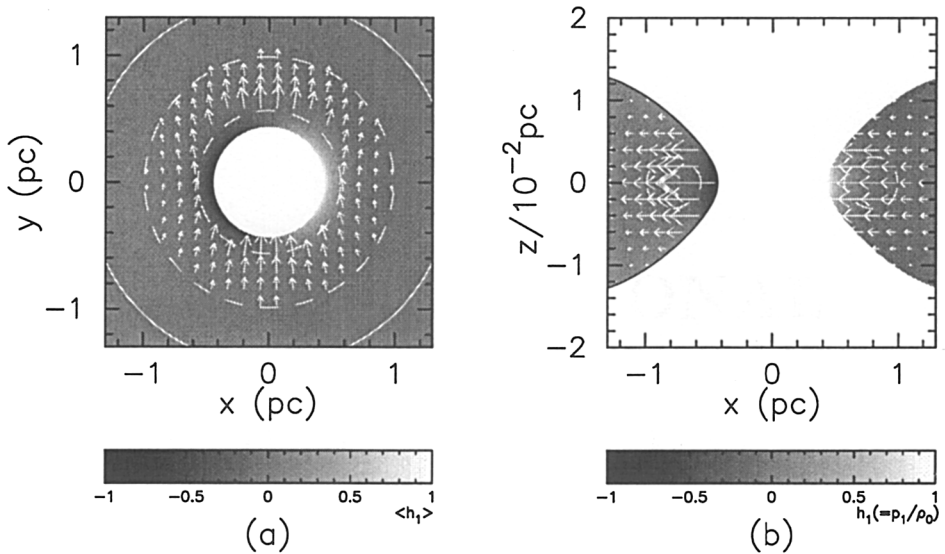 1
0
−1
y (pc)
−1 0 1
x (pc)
−1 −0.5 0 0.5 1
<h₁>
(a)
2
1
0
−1
−2
z/10⁻²pc
−1 0 1
x (pc)
−1 −0.5 0 0.5 1
h₁(=p₁/ρ₀)
(b)